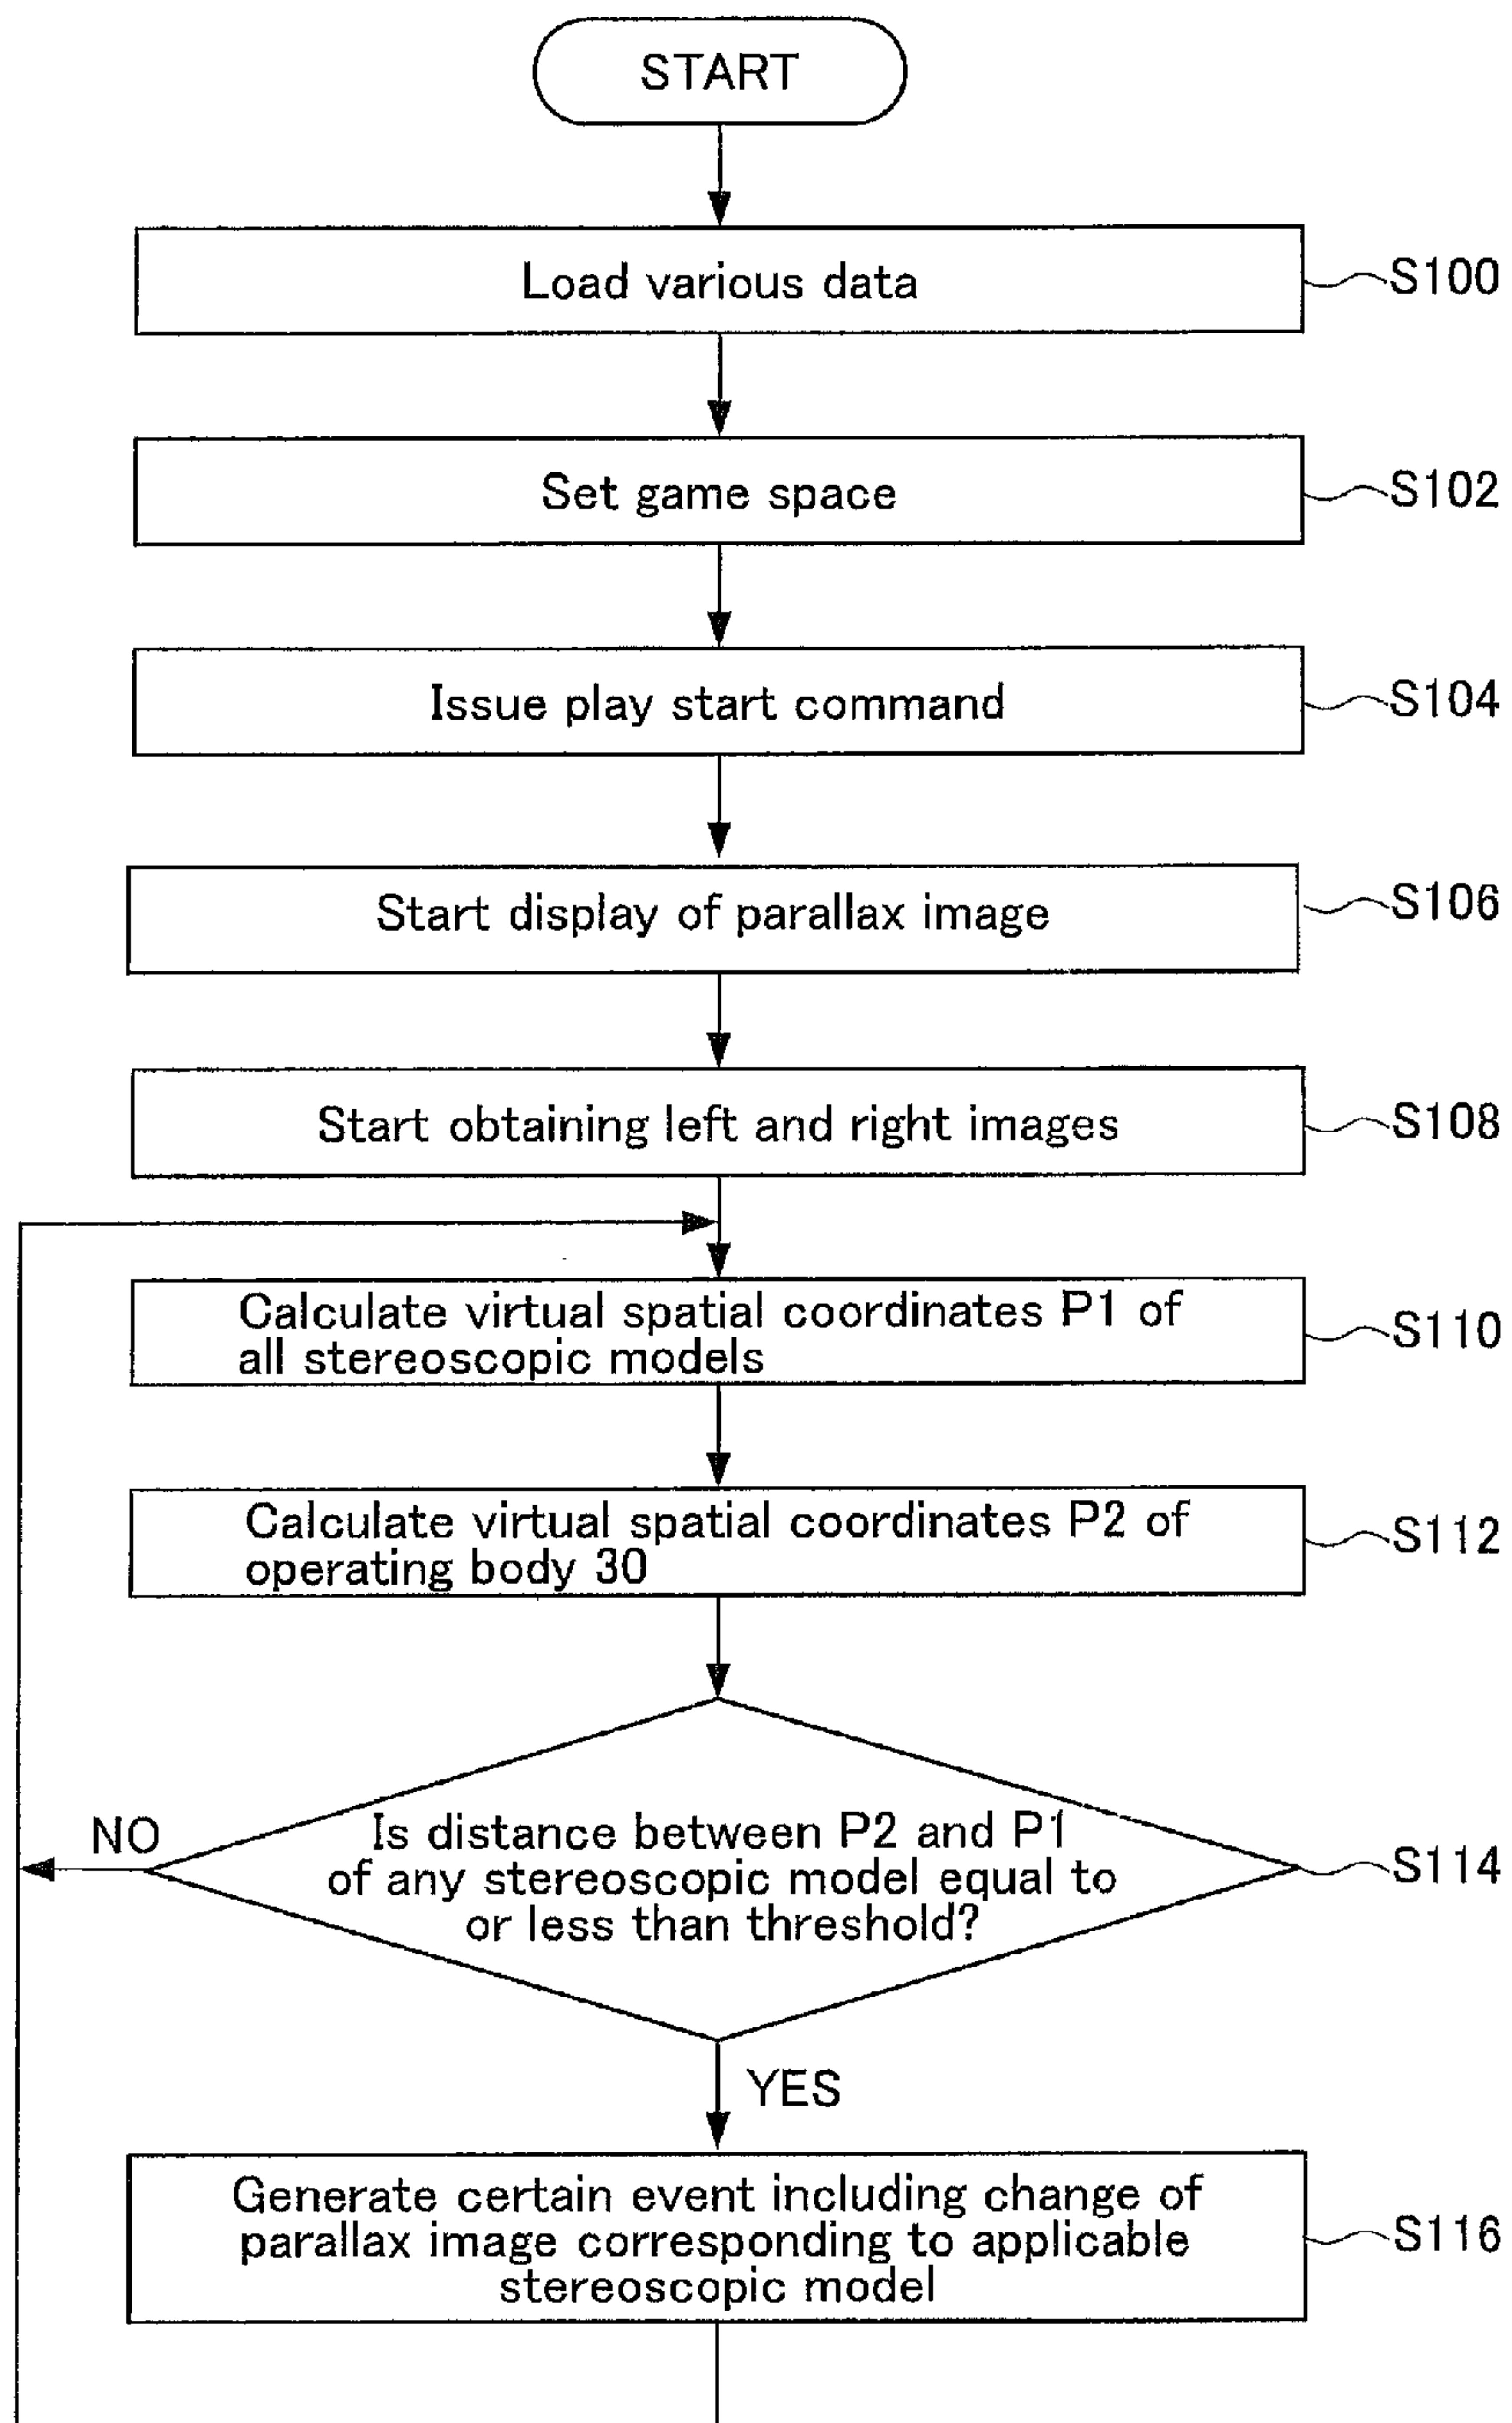 START
Load various data
S100
Set game space
S102
Issue play start command
S104
Start display of parallax image
S106
Start obtaining left and right images
S108
Calculate virtual spatial coordinates P1 of
all stereoscopic models
S110
Calculate virtual spatial coordinates P2 of
operating body 30
S112
NO
Is distance between P2 and P1
of any stereoscopic model equal to
or less than threshold?
S114
YES
Generate certain event including change of
parallax image corresponding to applicable
stereoscopic model
S116